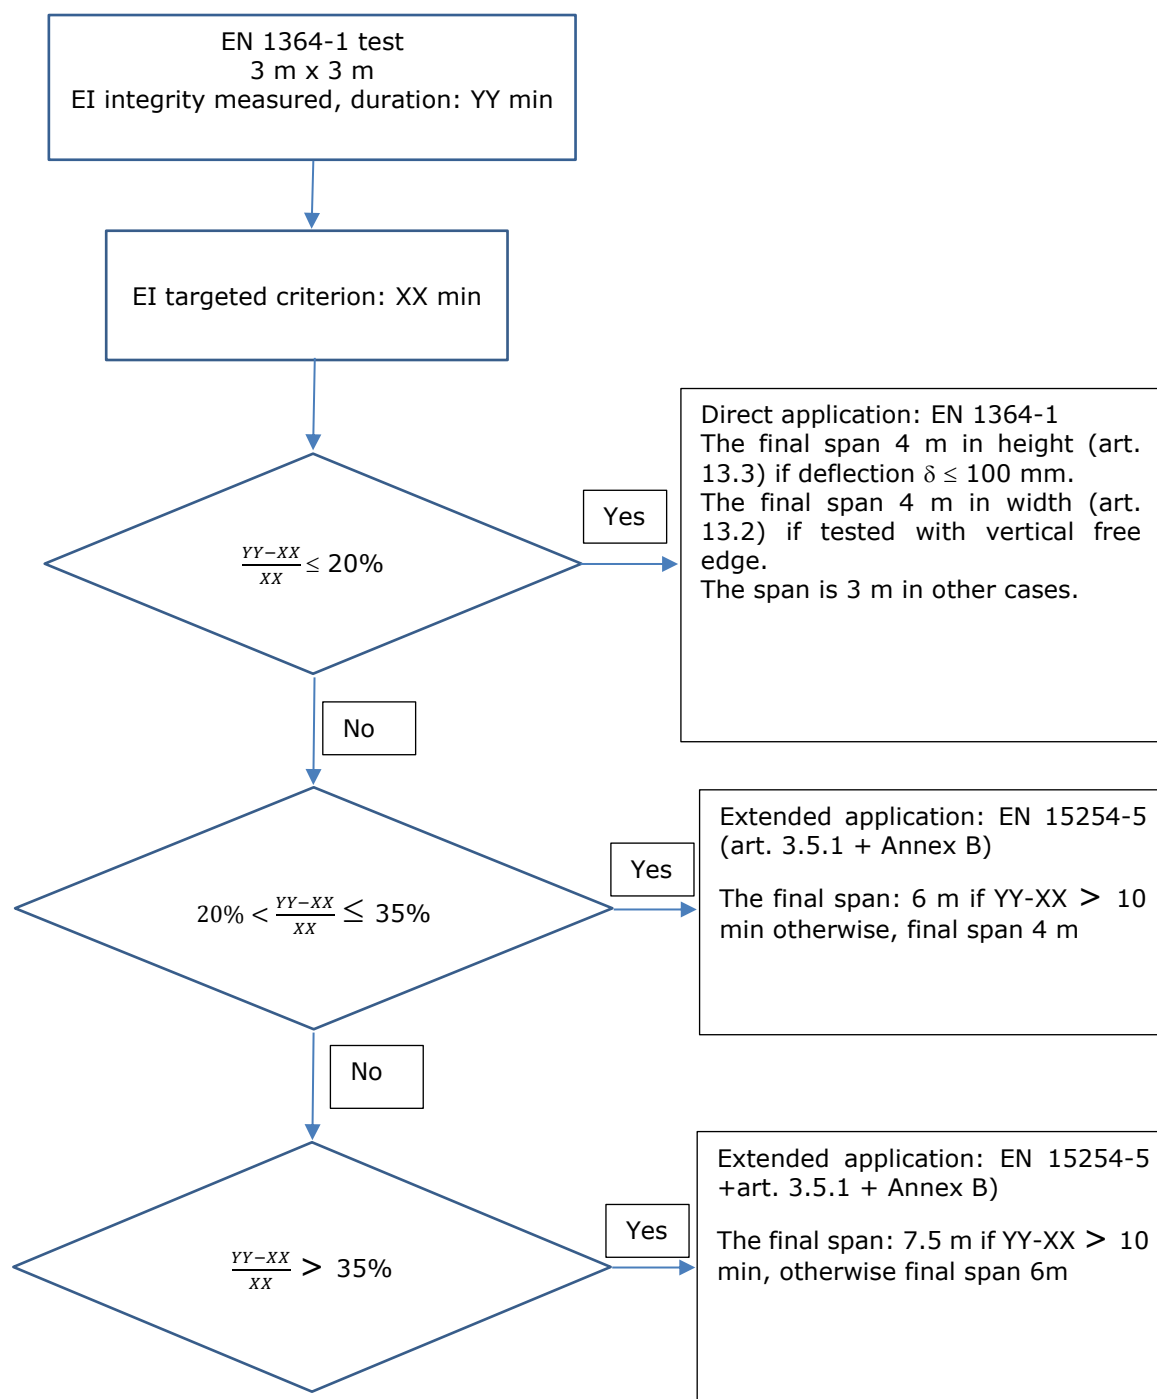 EN 1364-1 test
3 m x 3 m
EI integrity measured, duration: YY min
EI targeted criterion: XX min
Direct application: EN 1364-1
The final span 4 m in height (art.
13.3) if deflection δ ≤ 100 mm.
The final span 4 m in width (art.
13.2) if tested with vertical free
edge.
The span is 3 m in other cases.
Yes
YY−XX
XX
≤ 20%
No
Extended application: EN 15254-5
(art. 3.5.1 + Annex B)
The final span: 6 m if YY-XX > 10
min otherwise, final span 4 m
Yes
20% <
YY−XX
XX
≤ 35%
No
Extended application: EN 15254-5
+art. 3.5.1 + Annex B)
The final span: 7.5 m if YY-XX > 10
min, otherwise final span 6m
Yes
YY−XX
XX
> 35%